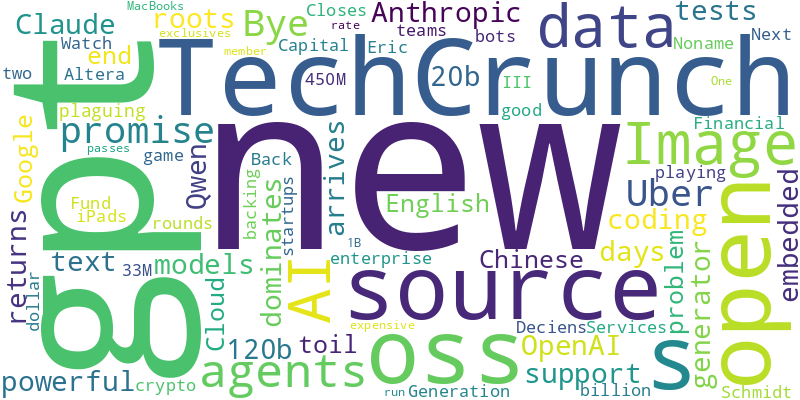 MacBooks
Closes
rate
Anthropic
tests
Claude
roots
exclusives
Bye
teams
bots
data
Watch
end
Capital
Eric
member
Noname
Next
two
Altera
TechCrunch
450M
20b
III
One
plaguing
good
gpt
promise
new
Image
Financial
passes
game
Back
arrives
Google
Qwen
backing
startups
English
Uber
playing
Fund
iPads
rounds
dominates
coding
open
embedded
returns
text
33M
models
1B
enterprise
Chinese
days
problem
dollar
Cloud
AI
source
generator
expensive
Deciens
Services
120b
toil
oss
OpenAI
s
powerful
crypto
agents
run
Generation
support
billion
Schmidt